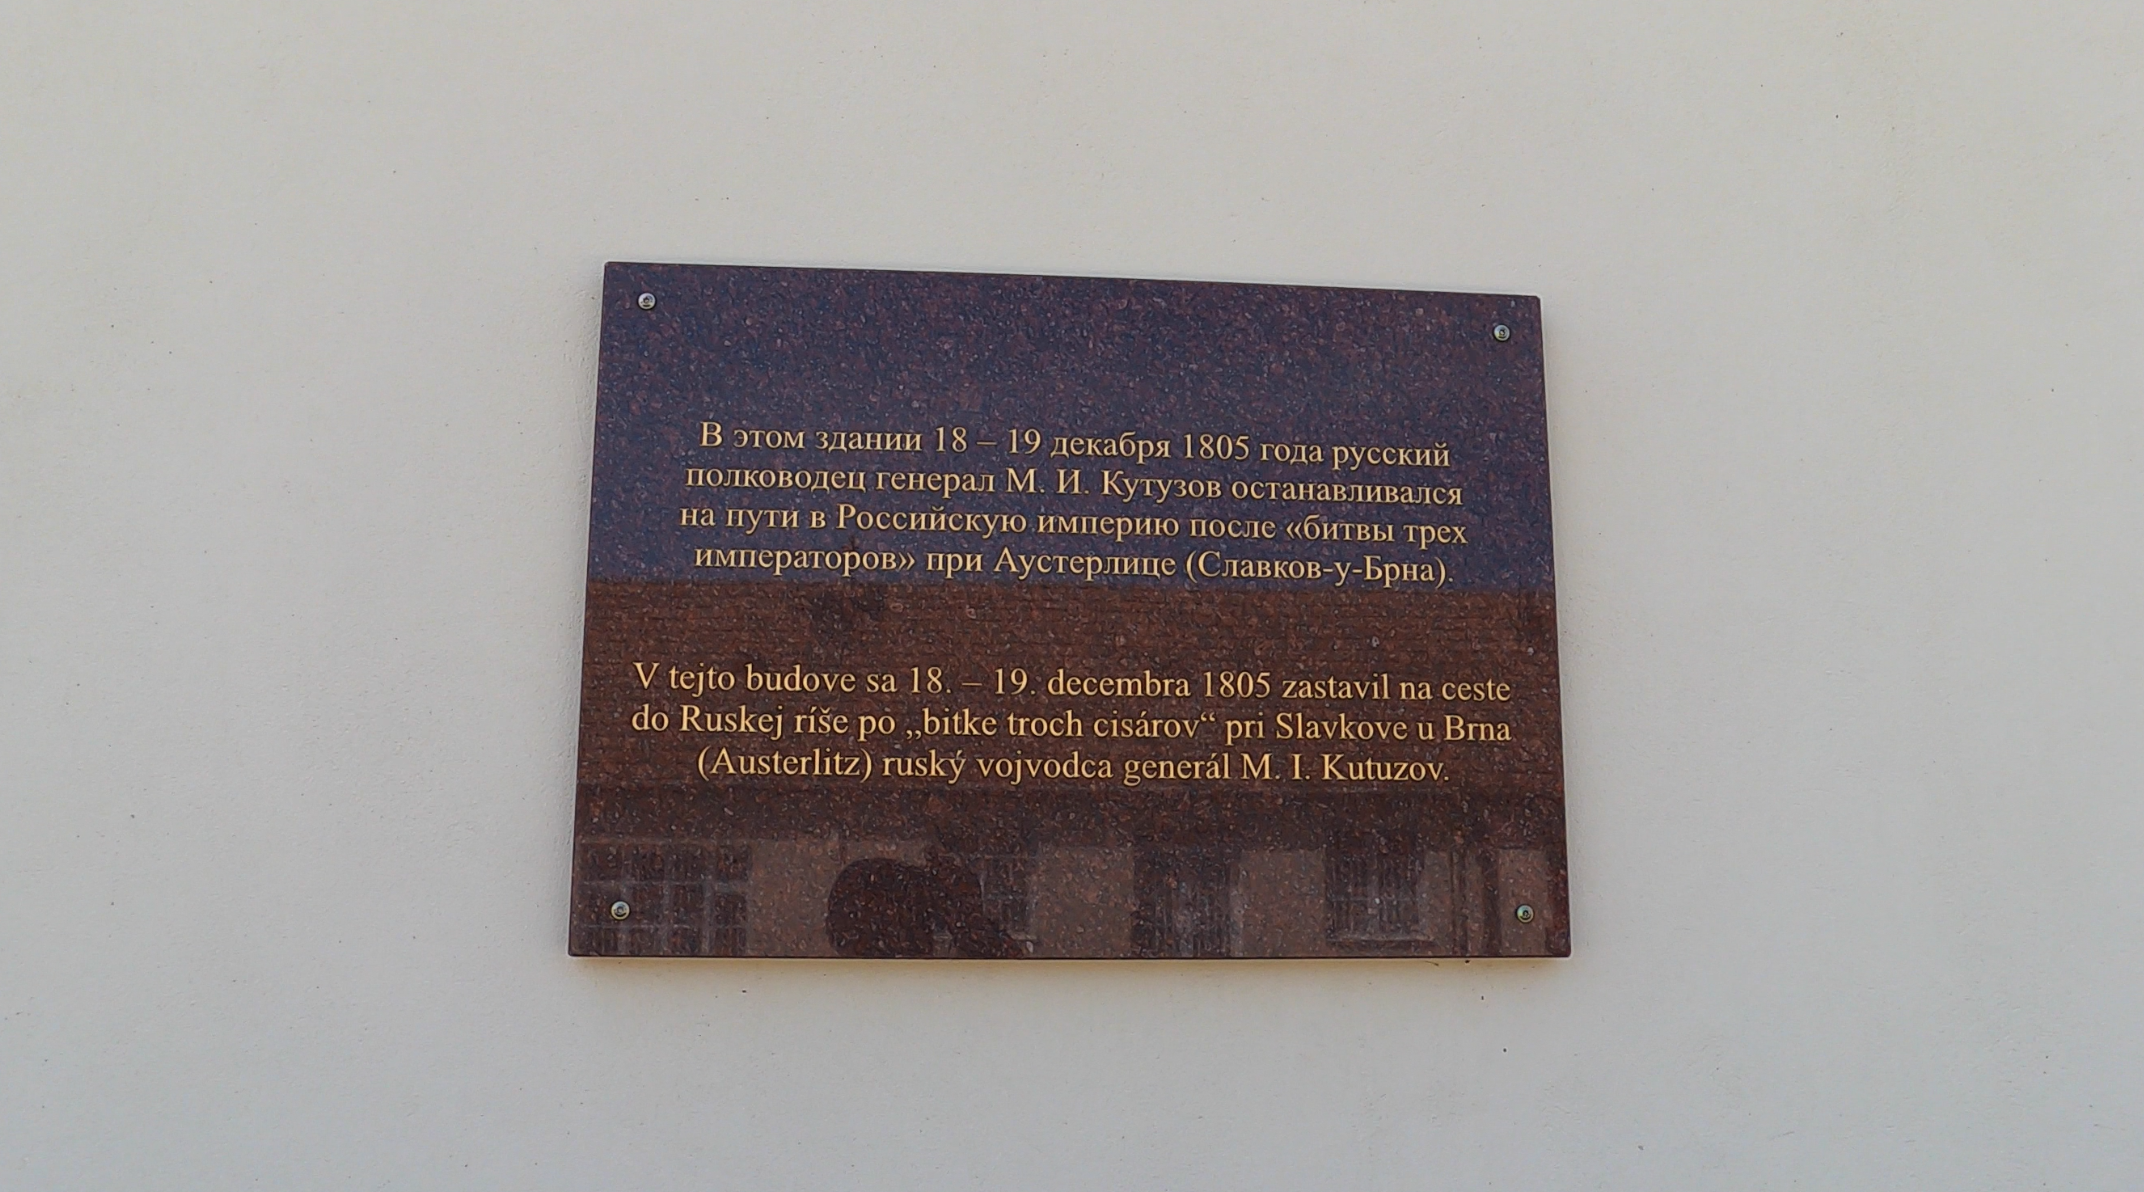 В этом здании 18 – 19 декабря 1805 года русский
полководец генерал М. И. Кутузов останавливался
на пути в Российскую империю после «битвы трех
императоров» при Аустерлице (Славков-у-Брна).
V tejto budove sa 18. – 19. decembra 1805 zastavil na ceste
do Ruskej ríše po „bitke troch cisárov“ pri Slavkove u Brna
(Austerlitz) ruský vojvodca generál M. I. Kutuzov.